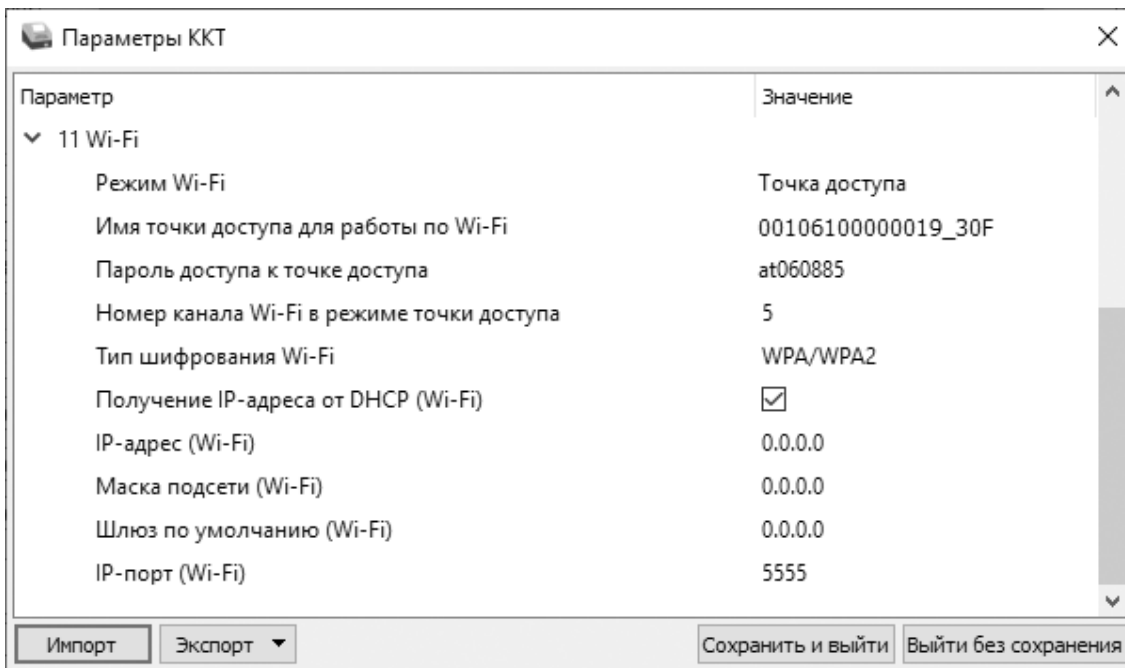 Параметры ККТ
Параметр Значение
11 Wi-Fi
Режим Wi-Fi Точка доступа
Имя точки доступа для работы по Wi-Fi 00106100000019_30F
Пароль доступа к точке доступа at060885
Номер канала Wi-Fi в режиме точки доступа 5
Тип шифрования Wi-Fi WPA/WPA2
Получение IP-адреса от DHCP (Wi-Fi)
IP-адрес (Wi-Fi) 0.0.0.0
Маска подсети (Wi-Fi) 0.0.0.0
Шлюз по умолчанию (Wi-Fi) 0.0.0.0
IP-порт (Wi-Fi) 5555
Импорт Экспорт Сохранить и выйти Выйти без сохранения